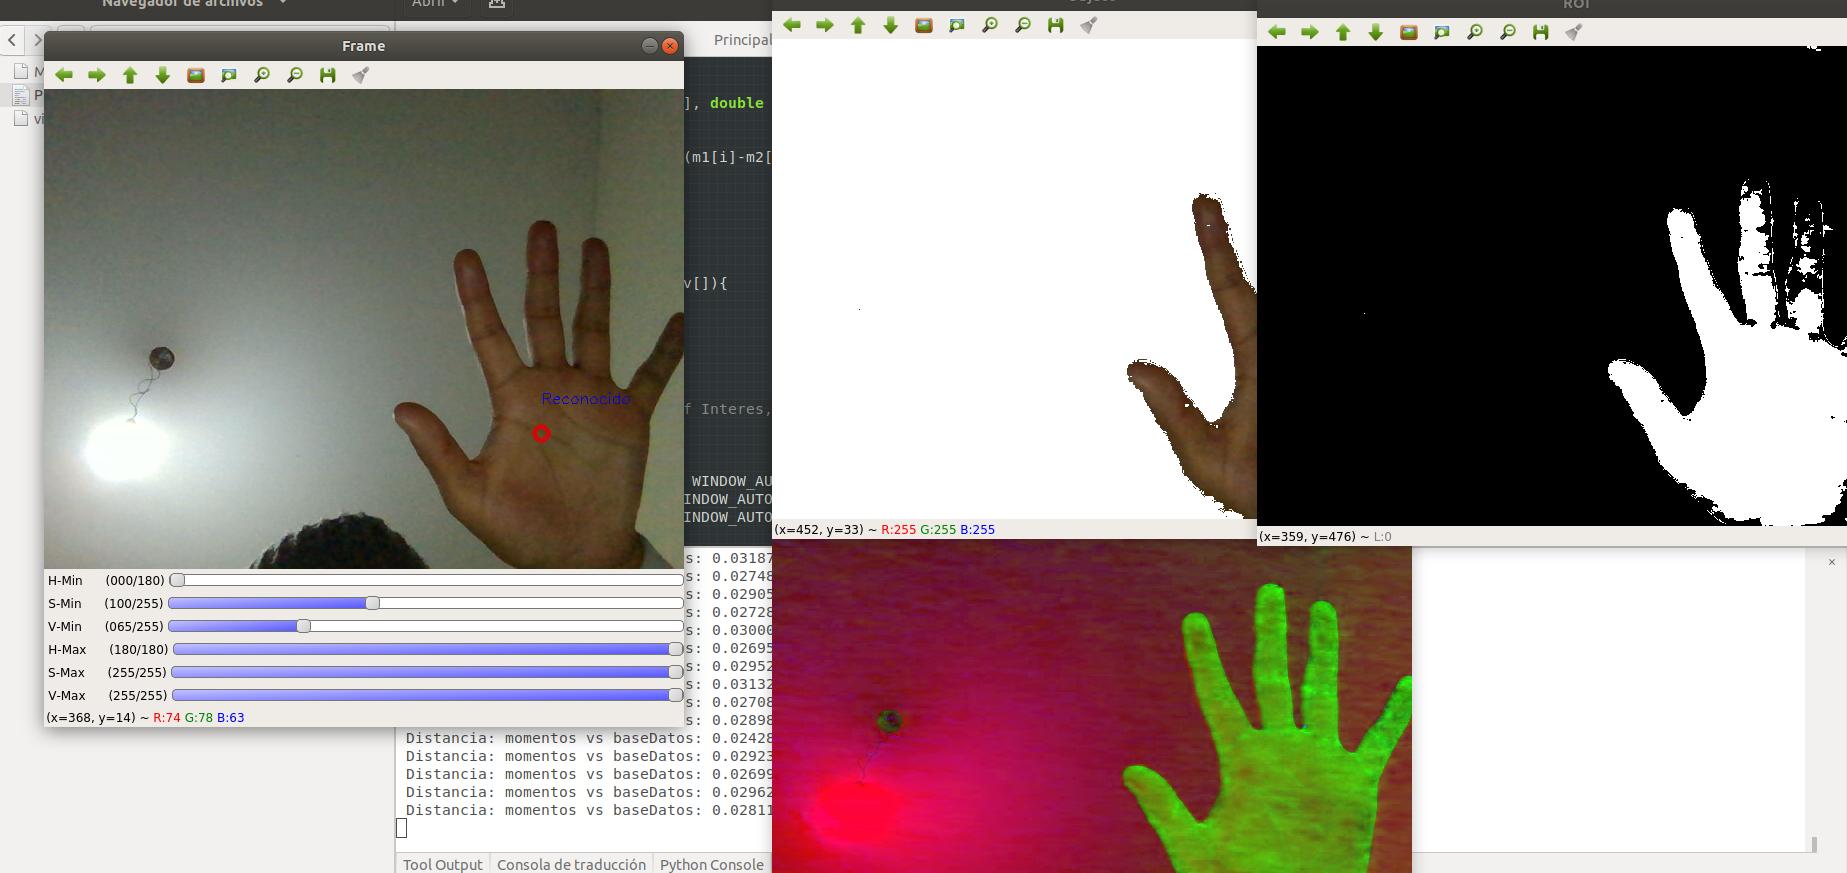 Navegador de archivos
Abrir
ROI
Frame
Principal
M
P
vi
], double
(m1[i]-m2[
v[]){
Reconocido
f Interes,
WINDOW_AU
INDOW_AUTO
INDOW_AUTO
(x=452, y=33) ~ R:255 G:255 B:255
(x=359, y=476) ~ L:0
H-Min (000/180)
S-Min (100/255)
V-Min (065/255)
H-Max (180/180)
S-Max (255/255)
V-Max (255/255)
(x=368, y=14) ~ R:74 G:78 B:63
s: 0.03187
s: 0.02748
s: 0.02905
s: 0.02728
s: 0.03000
s: 0.02695
s: 0.02952
s: 0.03132
s: 0.02708
s: 0.02898
Distancia: momentos vs baseDatos: 0.02428
Distancia: momentos vs baseDatos: 0.02923
Distancia: momentos vs baseDatos: 0.02699
Distancia: momentos vs baseDatos: 0.02962
Distancia: momentos vs baseDatos: 0.02811
Tool Output
Consola de traducción
Python Console